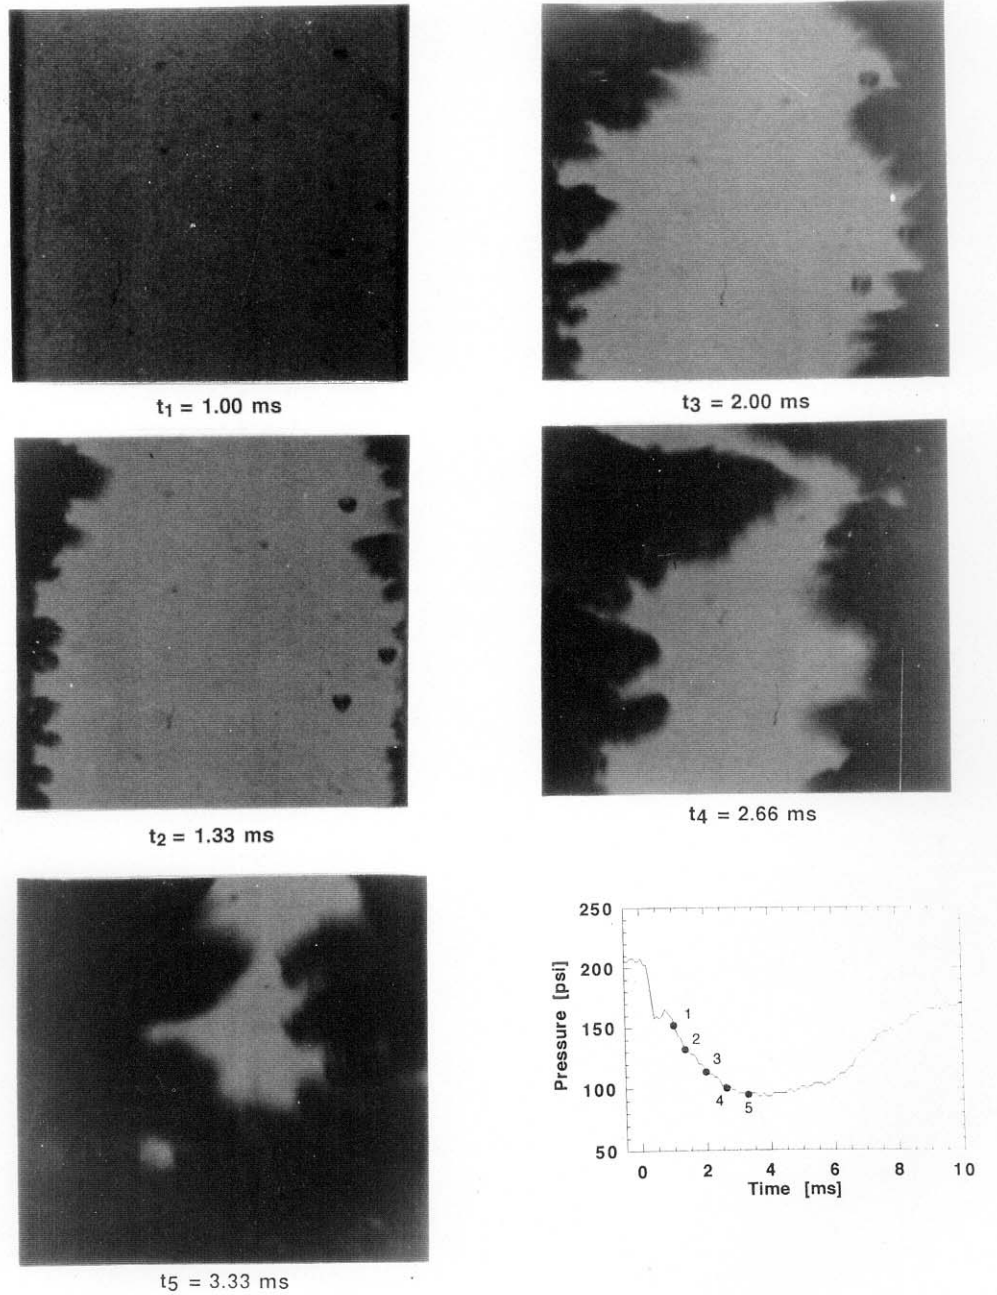 t1 = 1.00 ms
t3 = 2.00 ms
t2 = 1.33 ms
t4 = 2.66 ms
t5 = 3.33 ms
250
200
150
100
50
Pressure [psi]
1
2
3
4
5
0 2 4 6 8 10
Time [ms]